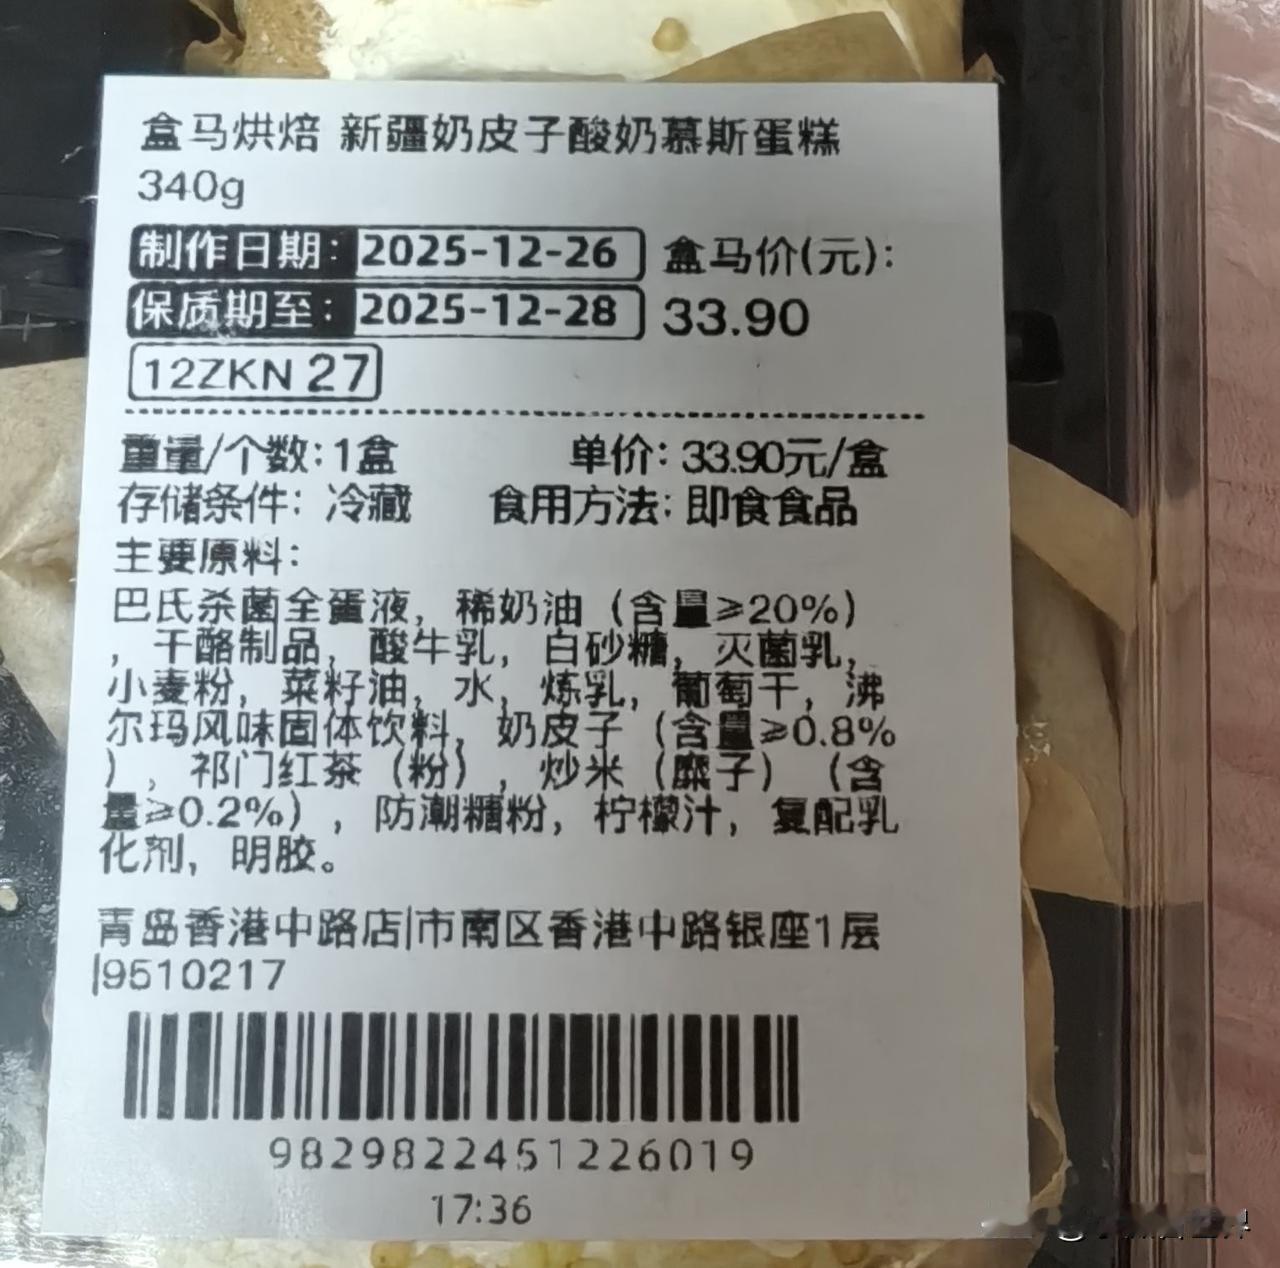 盒马烘焙 新疆奶皮子酸奶慕斯蛋糕
340g
制作日期: 2025-12-26 盒马价(元):
保质期至: 2025-12-28 33.90
12ZKN 27
重量/个数: 1盒 单价: 33.90元/盒
存储条件: 冷藏 食用方法: 即食食品
主要原料:
巴氏杀菌全蛋液, 稀奶油 (含量≥20%)
, 干酪制品, 酸牛乳, 白砂糖, 灭菌乳,
小麦粉, 菜籽油, 水, 炼乳, 葡萄干, 沸
尔玛风味固体饮料, 奶皮子 (含量≥0.8%
), 祁门红茶 (粉), 炒米 (糜子) (含
量≥0.2%), 防潮糖粉, 柠檬汁, 复配乳
化剂, 明胶。
青岛香港中路店|市南区香港中路银座1层
|9510217
9829822451226019
17:36